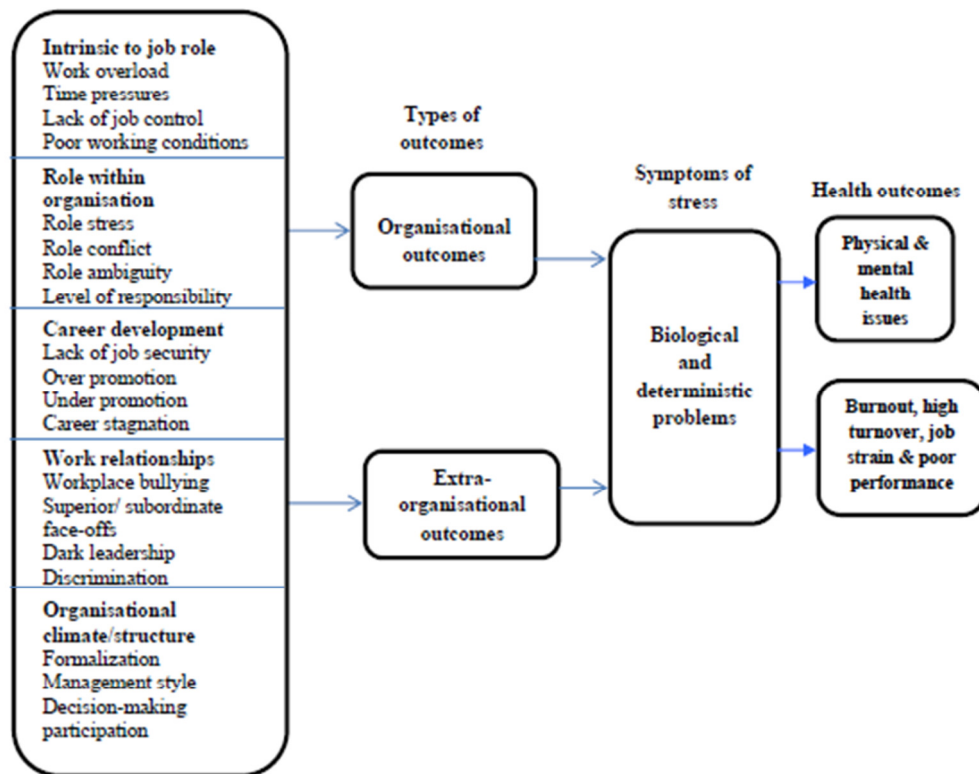 Intrinsic to job role
Work overload
Time pressures
Lack of job control
Poor working conditions
Role within
organisation
Role stress
Role conflict
Role ambiguity
Level of responsibility
Career development
Lack of job security
Over promotion
Under promotion
Career stagnation
Work relationships
Workplace bullying
Superior/ subordinate
face-offs
Dark leadership
Discrimination
Organisational
climate/structure
Formalization
Management style
Decision-making
participation
Types of
outcomes
Organisational
outcomes
Extra-
organisational
outcomes
Symptoms of
stress
Biological
and
deterministic
problems
Health outcomes
Physical &
mental
health
issues
Burnout, high
turnover, job
strain & poor
performance